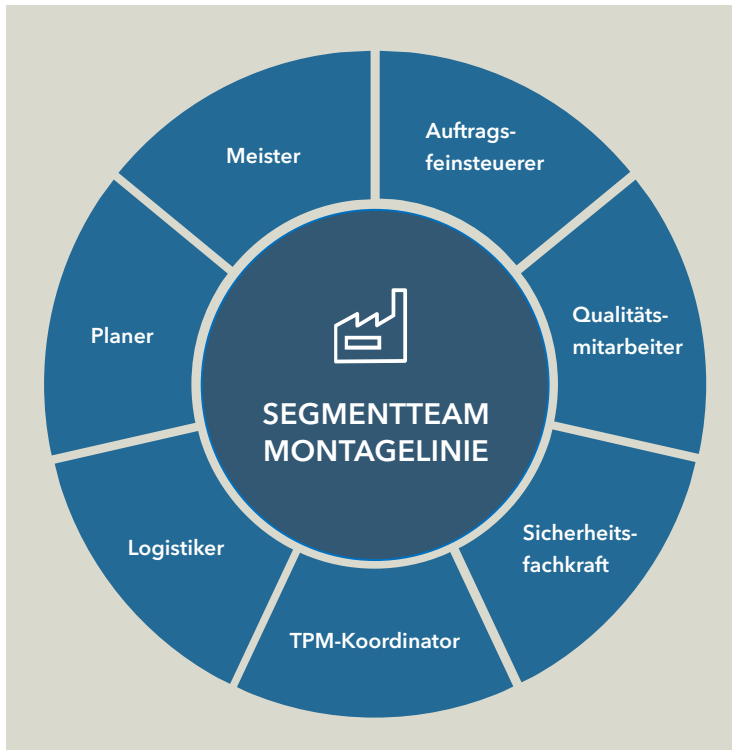 Meister
Auftrags-
feinsteuerer
Qualitäts-
mitarbeiter
Planer
SEGMENTTEAM
MONTAGELINIE
Sicherheits-
fachkraft
Logistiker
TPM-Koordinator